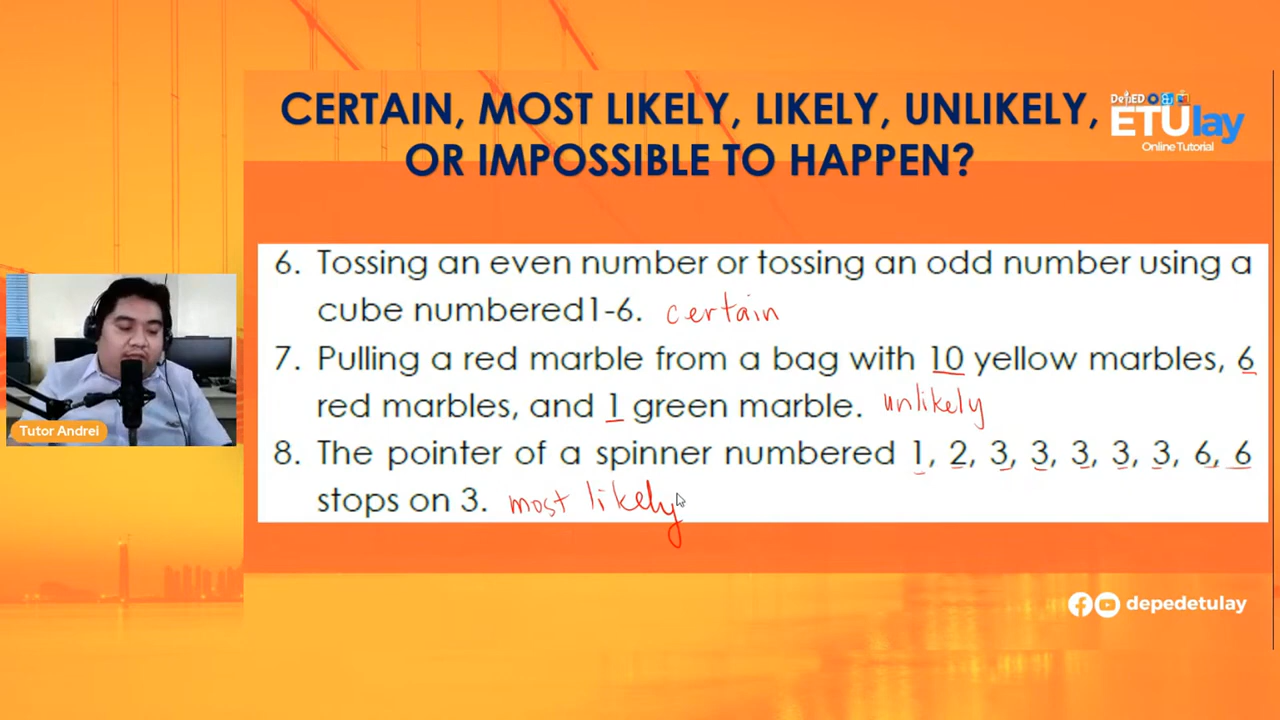 CERTAIN, MOST LIKELY, LIKELY, UNLIKELY,
OR IMPOSSIBLE TO HAPPEN?
DepED
ETUlay
Online Tutorial
6. Tossing an even number or tossing an odd number using a
cube numbered1-6. certain
7. Pulling a red marble from a bag with 10 yellow marbles, 6
red marbles, and 1 green marble. unlikely
8. The pointer of a spinner numbered 1, 2, 3, 3, 3, 3, 3, 6, 6
stops on 3. most likely
Tutor Andrei
depedetulay